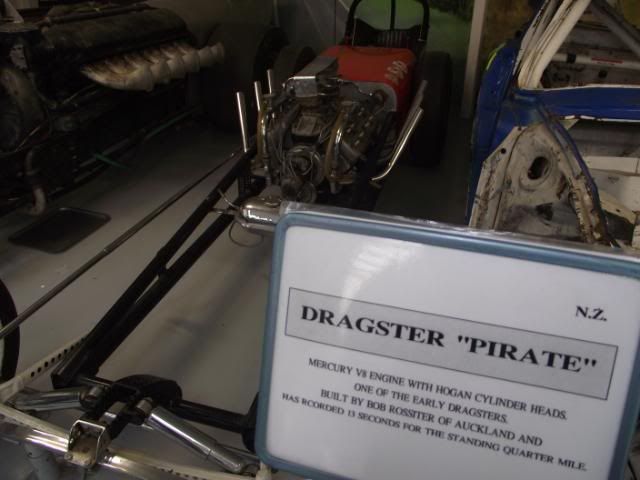 N.Z.
DRAGSTER "PIRATE"
MERCURY V8 ENGINE WITH HOGAN CYLINDER HEADS.
ONE OF THE EARLY DRAGSTERS.
BUILT BY BOB ROSSITER OF AUCKLAND AND
HAS RCORDED 13 SECONDS FOR THE STANDING QUARTER MILE.